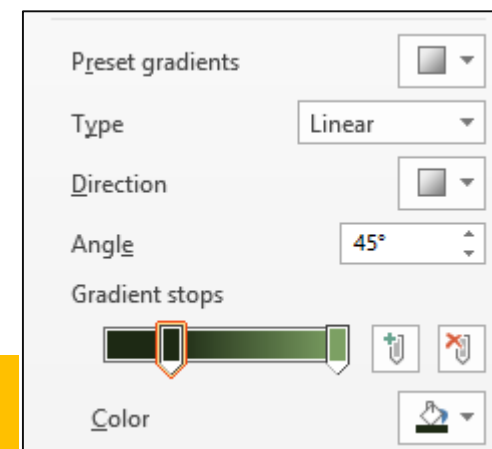 Preset gradients
Type Linear
Direction
Angle 45°
Gradient stops
Color